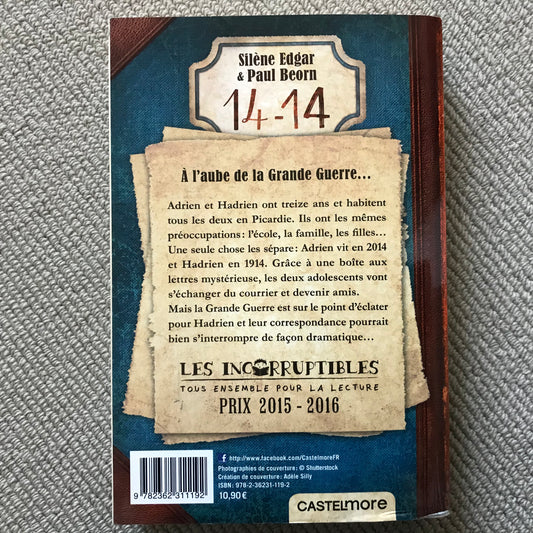 Silène Edgar
& Paul Beorn
14-14
À l'aube de la Grande Guerre...
Adrien et Hadrien ont treize ans et habitent
tous les deux en Picardie. Ils ont les mêmes
préoccupations : l'école, la famille, les filles...
Une seule chose les sépare : Adrien vit en 2014
et Hadrien en 1914. Grâce à une boîte aux
lettres mystérieuse, les deux adolescents vont
s'échanger du courrier et devenir amis.
Mais la Grande Guerre est sur le point d'éclater
pour Hadrien et leur correspondance pourrait
bien s'interrompre de façon dramatique...
LES INCORRUPTIBLES
TOUS ENSEMBLE POUR LA LECTURE
PRIX 2015 - 2016
f http://www.facebook.com/CastelmoreFR
Photographies de couverture : © Shutterstock
Création de couverture : Adèle Silly
ISBN : 978-2-36231-119-2
10,90 €
9 782362 311192
CASTELMORE